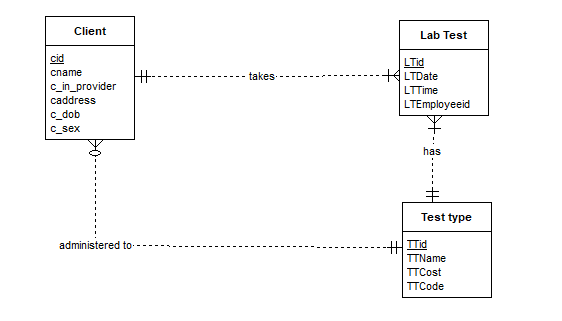 Client
cid
cname
c_in_provider
caddress
c_dob
c_sex
takes
Lab Test
LTid
LTDate
LTTime
LTEmployeeid
has
administered to
Test type
TTid
TTName
TTCost
TTCode